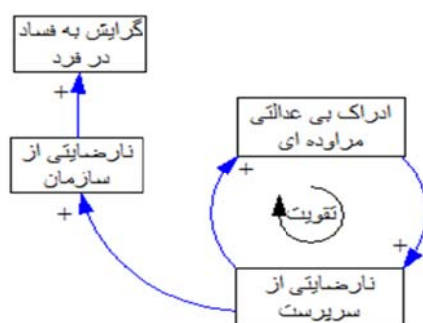 گرایش به فساد
در فرد
+
ادراک بی عدالتی
مراوده ای
+
نارضایتی از
سازمان
+
تقویت
+
نارضایتی از
سرپرست